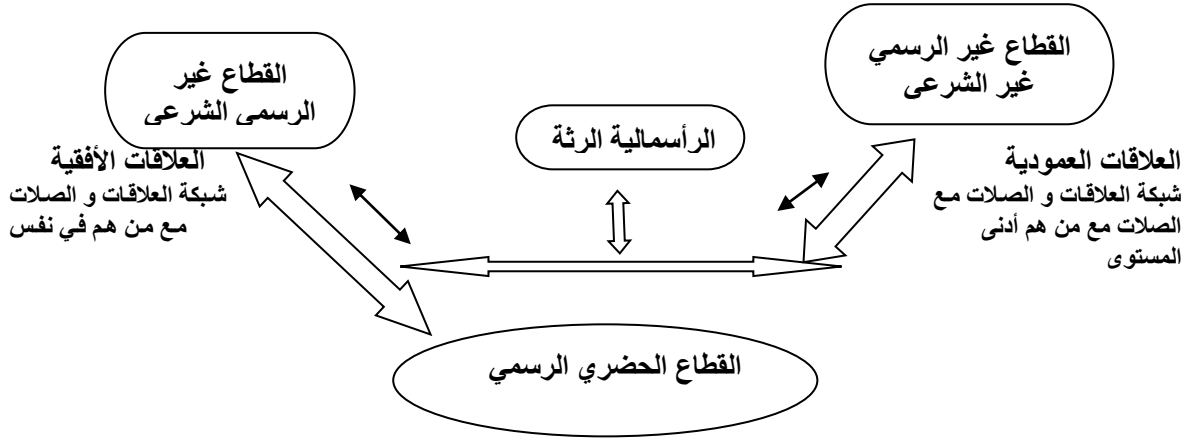 القطاع غير الرسمي
غير الشرعى
القطاع غير
الرسمى الشرعى
الرأسمالية الرثة
العلاقات العمودية
شبكة العلاقات و الصلات مع
الصلات مع من هم أدنى
المستوى
العلاقات الأفقية
شبكة العلاقات و الصلات
مع من هم في نفس
القطاع الحضري الرسمي